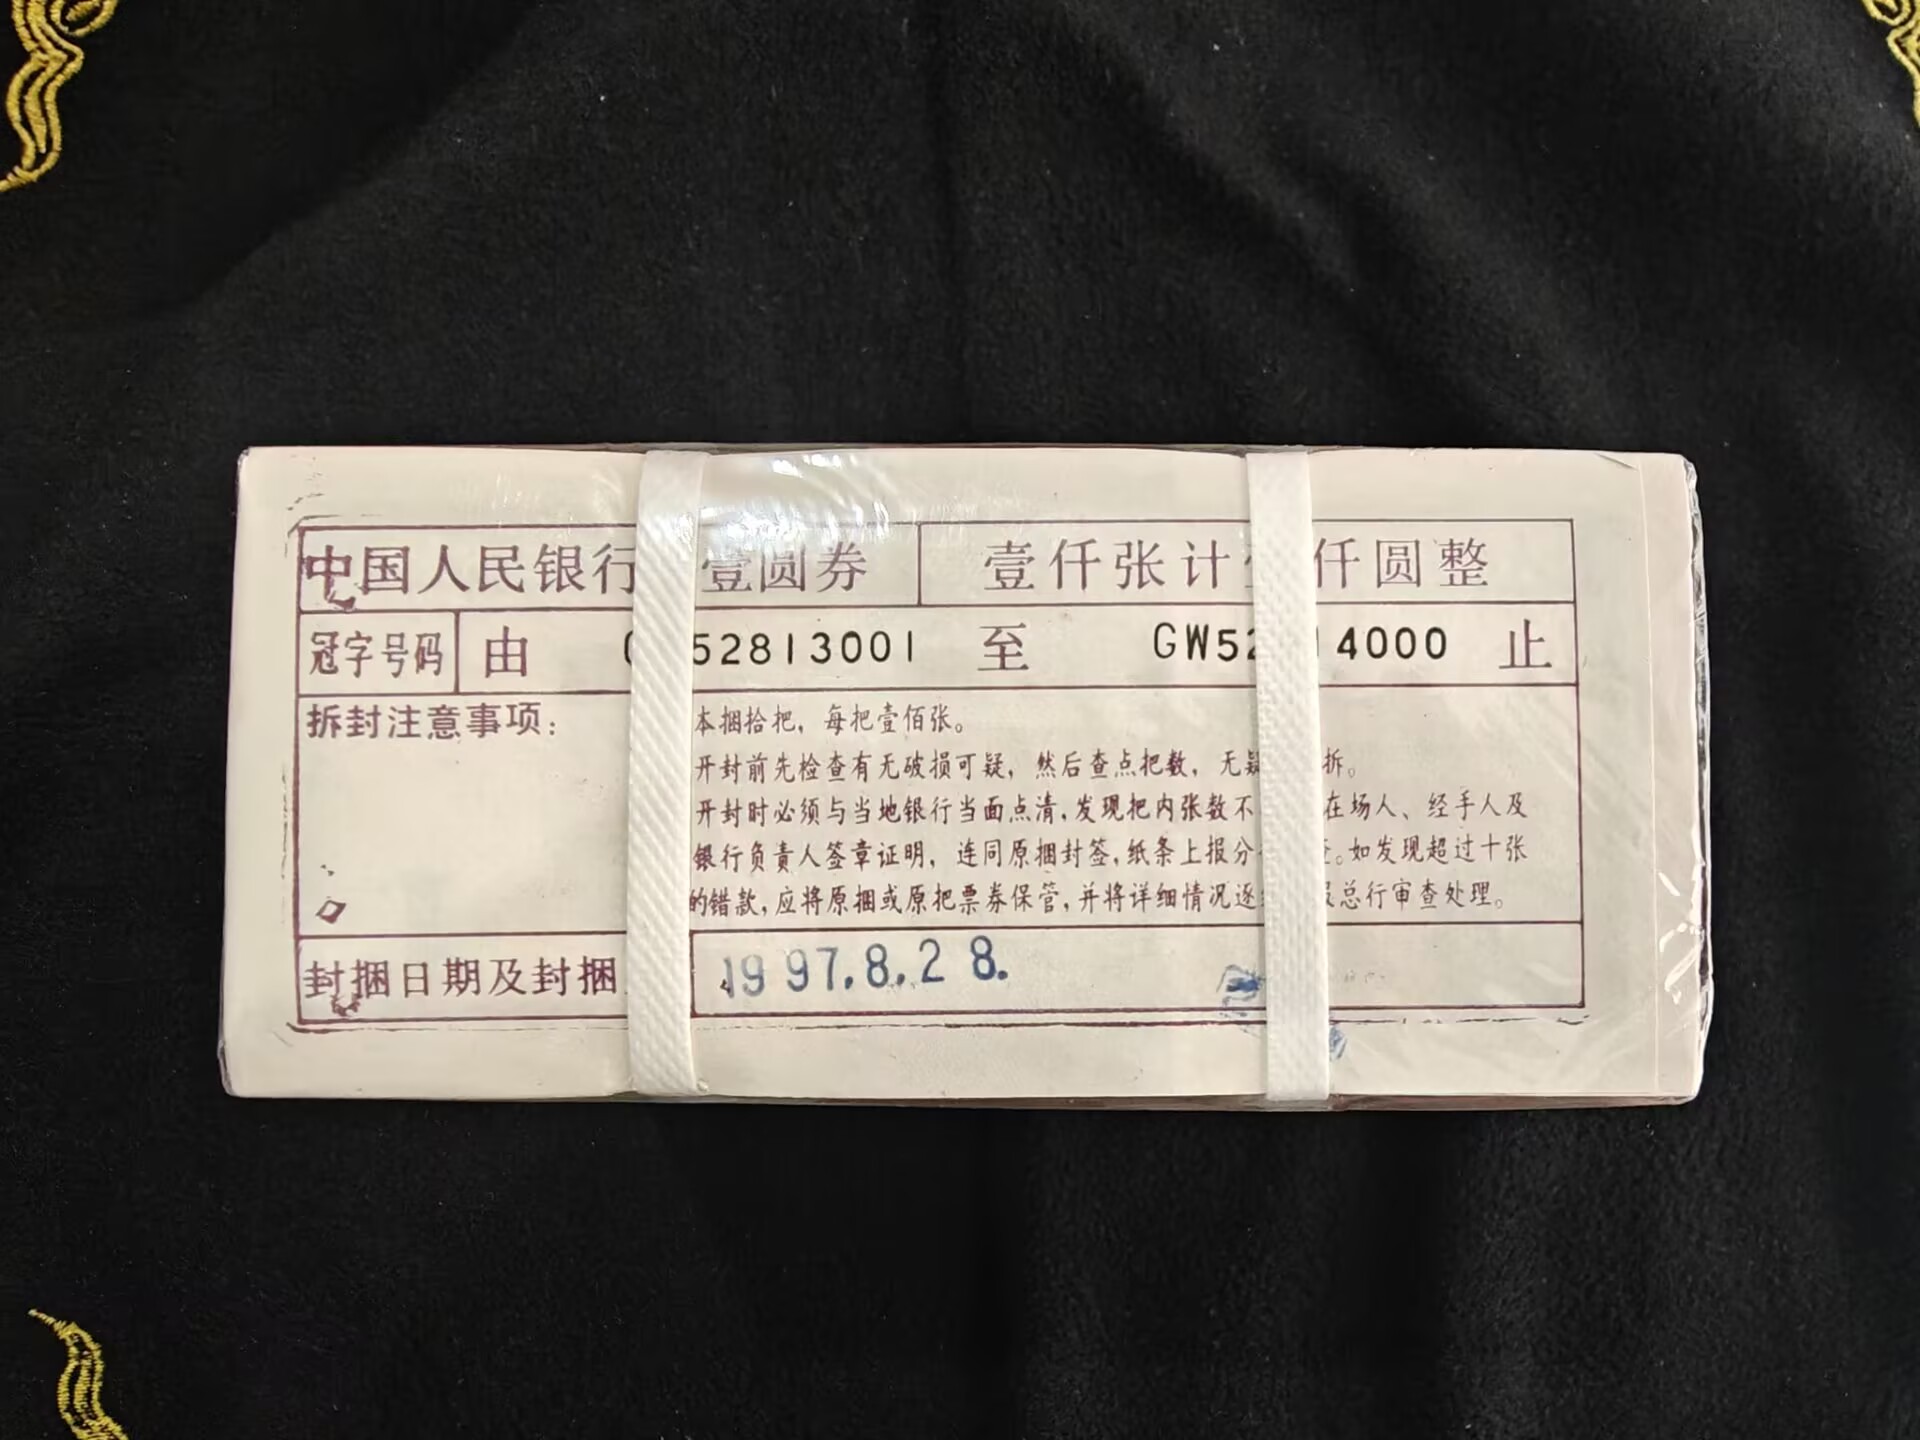 中国人民银行 壹圆券 壹仟张计 仟圆整
冠字号码 由 52813001 至 GW52 14000 止
拆封注意事项： 本捆拾把，每把壹佰张。
开封前先检查有无破损可疑，然后查点把数，无疑 拆。
开封时必须与当地银行当面点清，发现把内张数不 在场人、经手人及
银行负责人签章证明，连同原捆封签，纸条上报分 查。如发现超过十张
的错款，应将原捆或原把票券保管，并将详细情况逐 报总行审查处理。
封捆日期及封捆 1997.8.28.